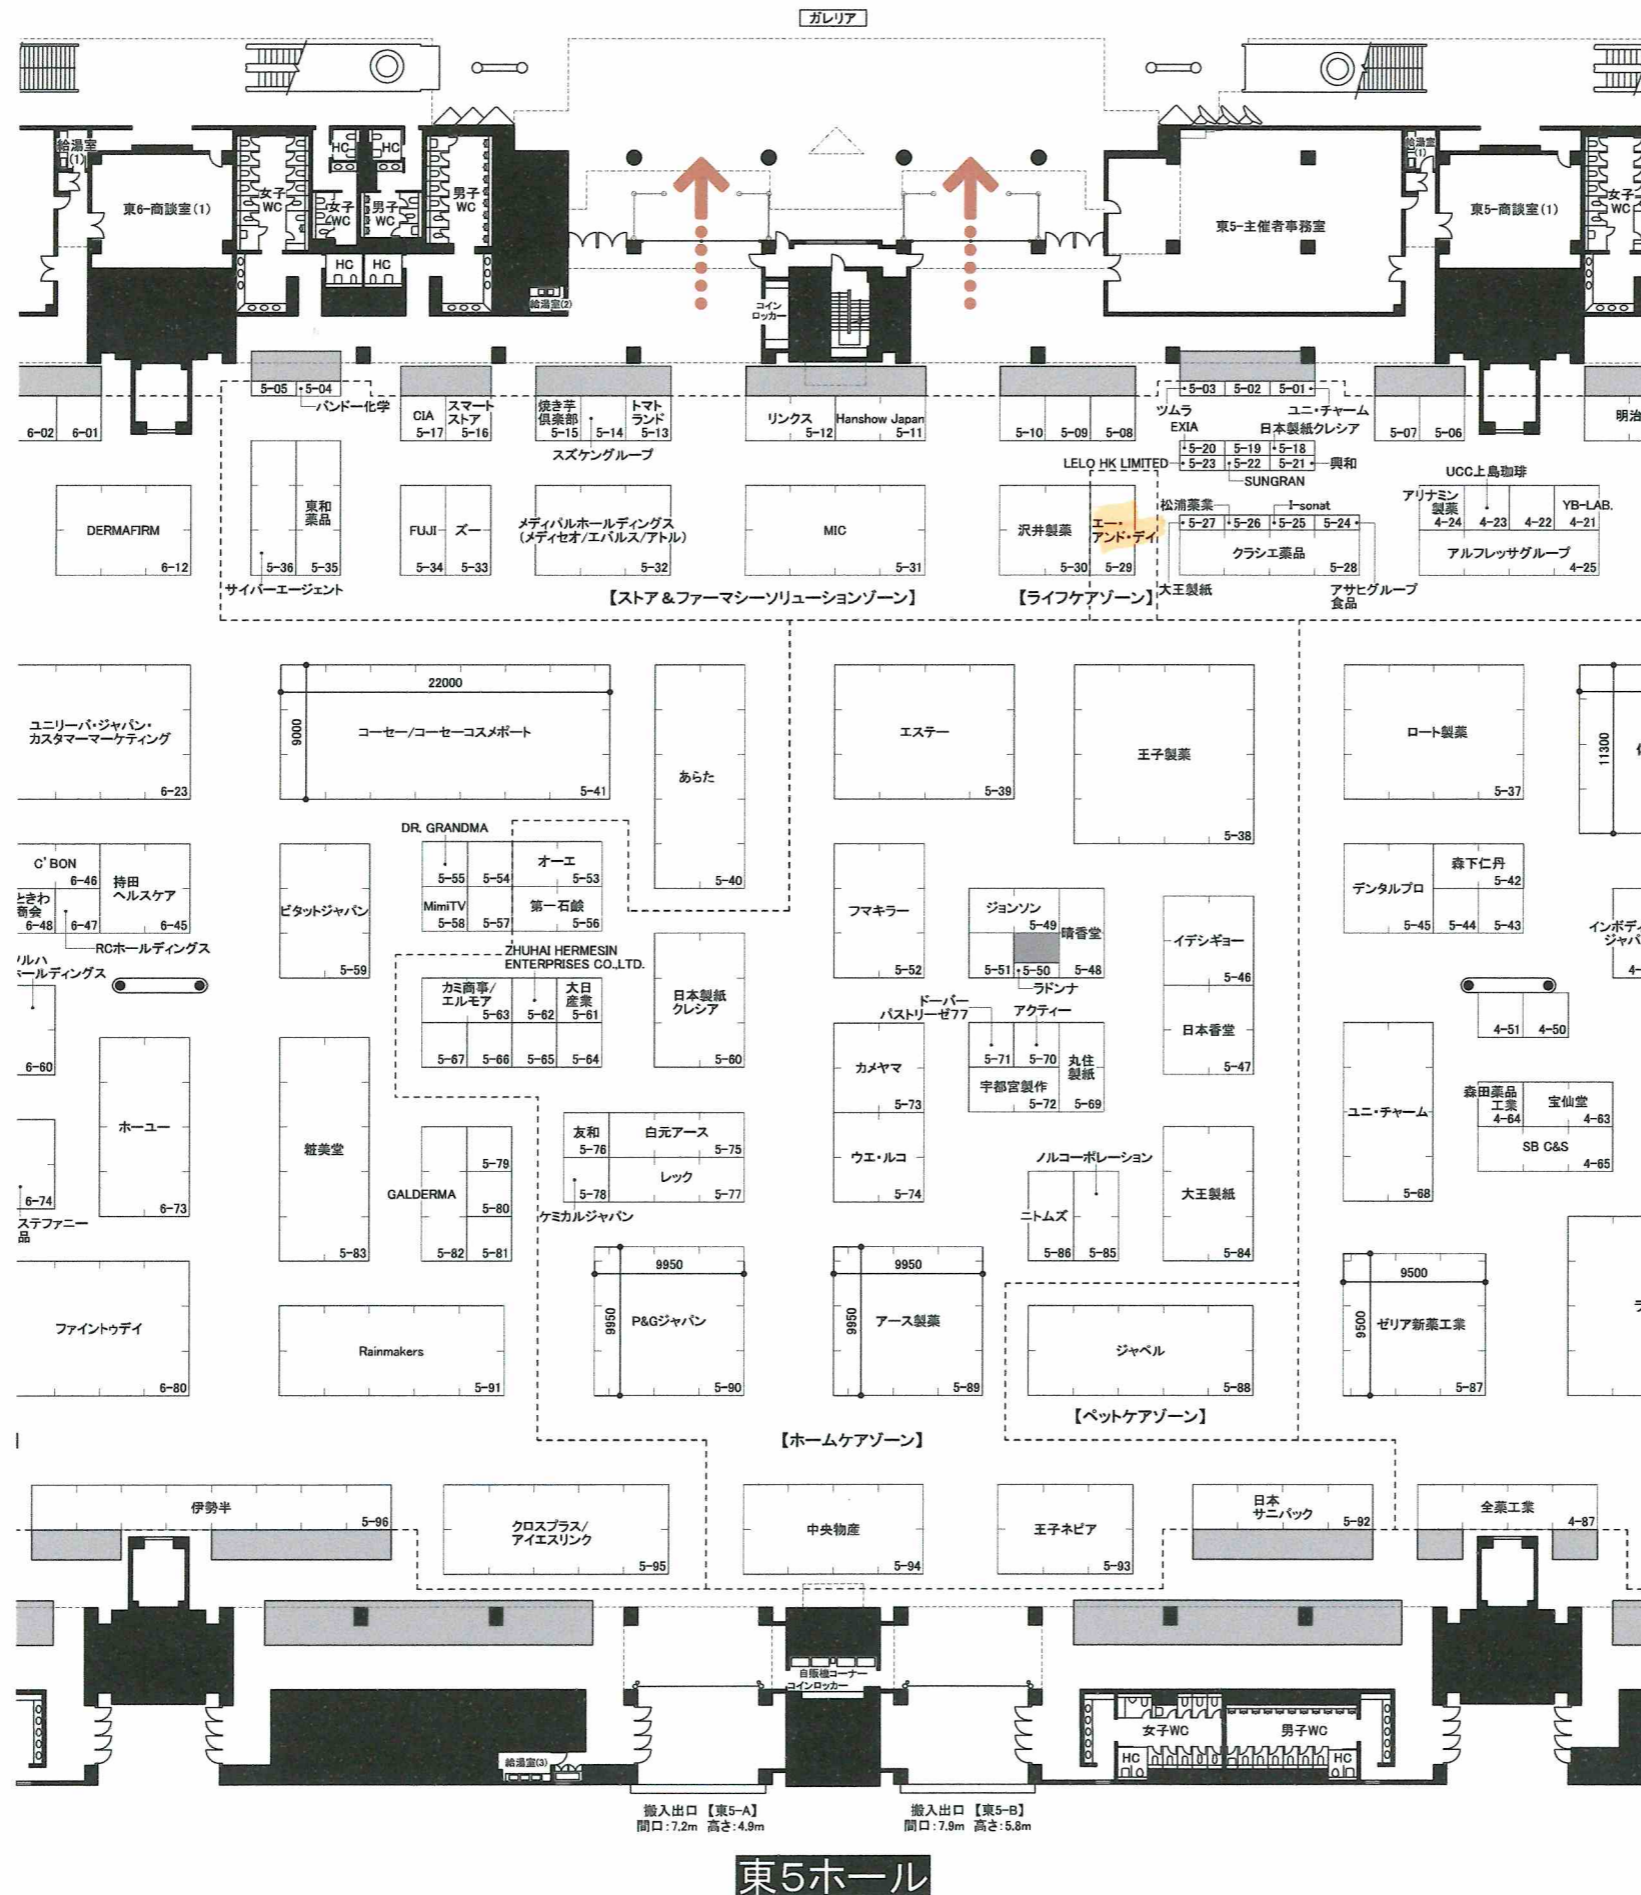 ガレリア
給湯室
(1)
東6-商談室(1)
女子
WC
HC
HC
女子
WC
男子
WC
HC
HC
男子
WC
給湯室(2)
コイン
ロッカー
東5-主催者事務室
給湯室
(1)
東5-商談室(1)
女子
WC
6-02
6-01
5-05
5-04
バンドー化学
CIA
5-17
スマート
ストア
5-16
焼き芋
倶楽部
5-15
5-14
スズケングループ
トマト
ランド
5-13
リンクス
5-12
Hanshow Japan
5-11
5-10
5-09
5-08
5-03
5-02
5-01
ツムラ
ユニ・チャーム
EXIA
日本製紙クレシア
5-20
5-19
5-18
LELO HK LIMITED
5-23
5-22
5-21
興和
SUNGRAN
5-07
5-06
明治
DERMAFIRM
6-12
5-36
サイバーエージェント
東和
薬品
5-35
FUJI
5-34
ズー
5-33
メディパルホールディングス
(メディセオ/エバルス/アトル)
5-32
MIC
5-31
沢井製薬
5-30
エー・
アンド・デイ
5-29
松浦薬業
I-sonat
5-27
5-26
5-25
5-24
クラシエ薬品
5-28
大王製紙
アサヒグループ
食品
UCC上島珈琲
アリナミン
製薬
4-24
4-23
4-22
YB-LAB.
4-21
アルフレッサグループ
4-25
【ストア&ファーマシーソリューションゾーン】
【ライフケアゾーン】
ユニリーバ・ジャパン・
カスタマーマーケティング
6-23
22000
9000
コーセー/コーセーコスメポート
5-41
あらた
5-40
エステー
5-39
王子製薬
5-38
ロート製薬
5-37
11300
C'BON
6-46
持田
ヘルスケア
6-45
ときわ
商会
6-48
6-47
RCホールディングス
ビタットジャパン
5-59
DR. GRANDMA
5-55
5-54
オーエ
5-53
MimiTV
5-58
5-57
第一石鹸
5-56
フマキラー
5-52
ジョンソン
5-49
5-51
5-50
ラドンナ
晴香堂
5-48
イデシギョー
5-46
デンタルプロ
5-45
森下仁丹
5-42
5-44
5-43
インボディ
ジャパ
4-
ールディングス
6-60
ZHUHAI HERMESIN
ENTERPRISES CO.,LTD.
カミ商事/
エルモア
5-63
5-62
大日
産業
5-61
5-67
5-66
5-65
5-64
日本製紙
クレシア
5-60
カメヤマ
5-73
ドーバー
パストリーゼ77
アクティー
5-71
5-70
宇都宮製作
5-72
丸住
製紙
5-69
日本香堂
5-47
4-51
4-50
ホーユー
6-73
粧美堂
5-83
GALDERMA
5-79
5-80
5-82
5-81
友和
5-76
白元アース
5-75
5-78
レック
5-77
ケミカルジャパン
ウエ・ルコ
5-74
ノルコーポレーション
ニトムズ
5-86
5-85
大王製紙
5-84
ユニ・チャーム
5-68
森田薬品
工業
4-64
宝仙堂
4-63
SB C&S
4-65
6-74
ステファニー
品
ファイントゥデイ
6-80
Rainmakers
5-91
9950
9950
P&Gジャパン
5-90
9950
9950
アース製薬
5-89
ジャペル
5-88
9500
9500
ゼリア新薬工業
5-87
【ペットケアゾーン】
【ホームケアゾーン】
伊勢半
5-96
クロスプラス/
アイエスリンク
5-95
中央物産
5-94
王子ネピア
5-93
日本
サニパック
5-92
全薬工業
4-87
自販機コーナー
コインロッカー
給湯室(3)
女子WC
男子WC
HC
HC
搬入出口 【東5-A】
間口:7.2m 高さ:4.9m
搬入出口 【東5-B】
間口:7.9m 高さ:5.8m
東5ホール